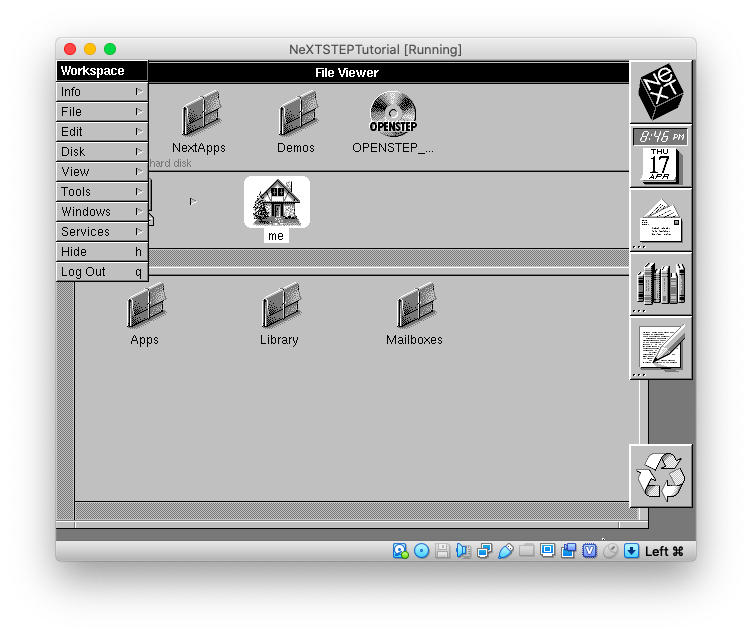 NeXTSTEPTutorial [Running]
Workspace
File Viewer
Info
File
Edit
Disk
View
Tools
Windows
Services
Hide h
Log Out q
NextApps
Demos
OPENSTEP
OPENSTEP_...
hard disk
me
Apps
Library
Mailboxes
NeXT
8:46 PM
THU
17
APR
V
Left ⌘